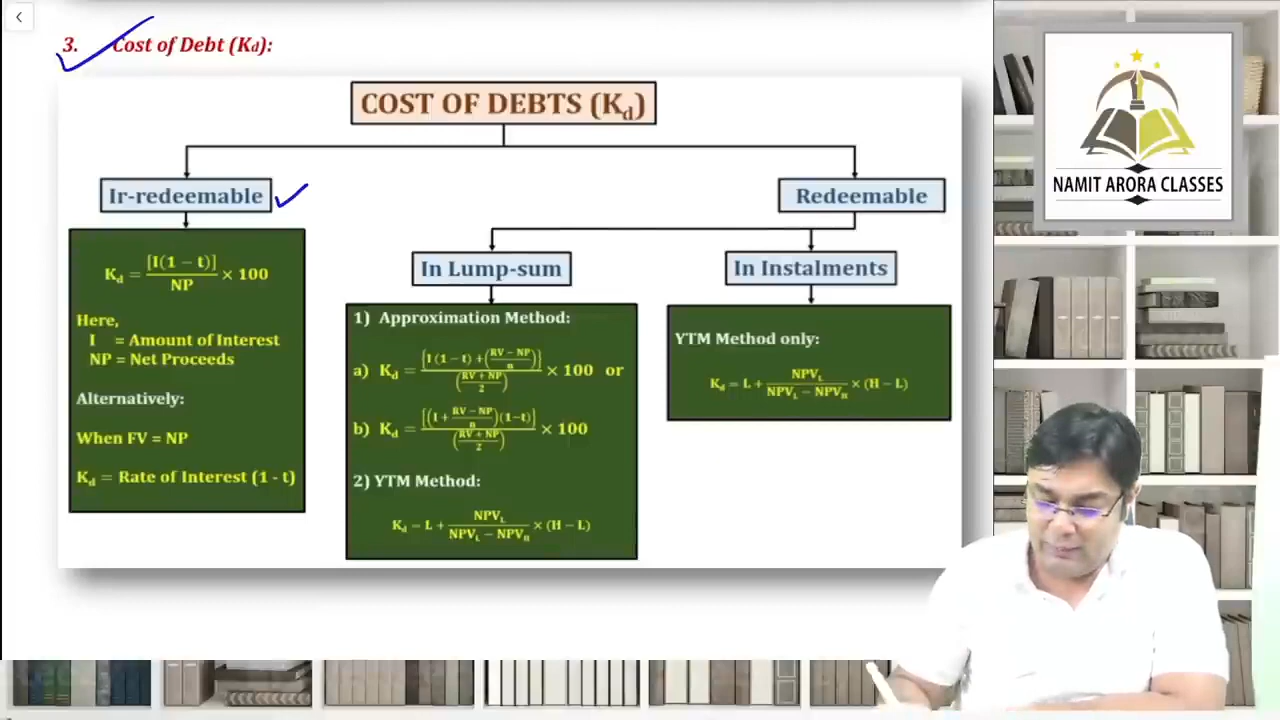 3. Cost of Debt (Kd):
COST OF DEBTS (Kd)
Ir-redeemable
Redeemable
In Lump-sum
In Instalments
Kd = [I(1 – t)] / NP × 100
Here,
I = Amount of Interest
NP = Net Proceeds
Alternatively:
When FV = NP
Kd = Rate of Interest (1 - t)
1) Approximation Method:
a) Kd = {I (1 – t) + (RV – NP / n)} / (RV + NP / 2) × 100 or
b) Kd = [(I + RV – NP / n)(1–t)] / (RV + NP / 2) × 100
2) YTM Method:
Kd = L + NPVL / NPVL – NPVH × (H – L)
YTM Method only:
Kd = L + NPVL / NPVL – NPVH × (H – L)
NAMIT ARORA CLASSES